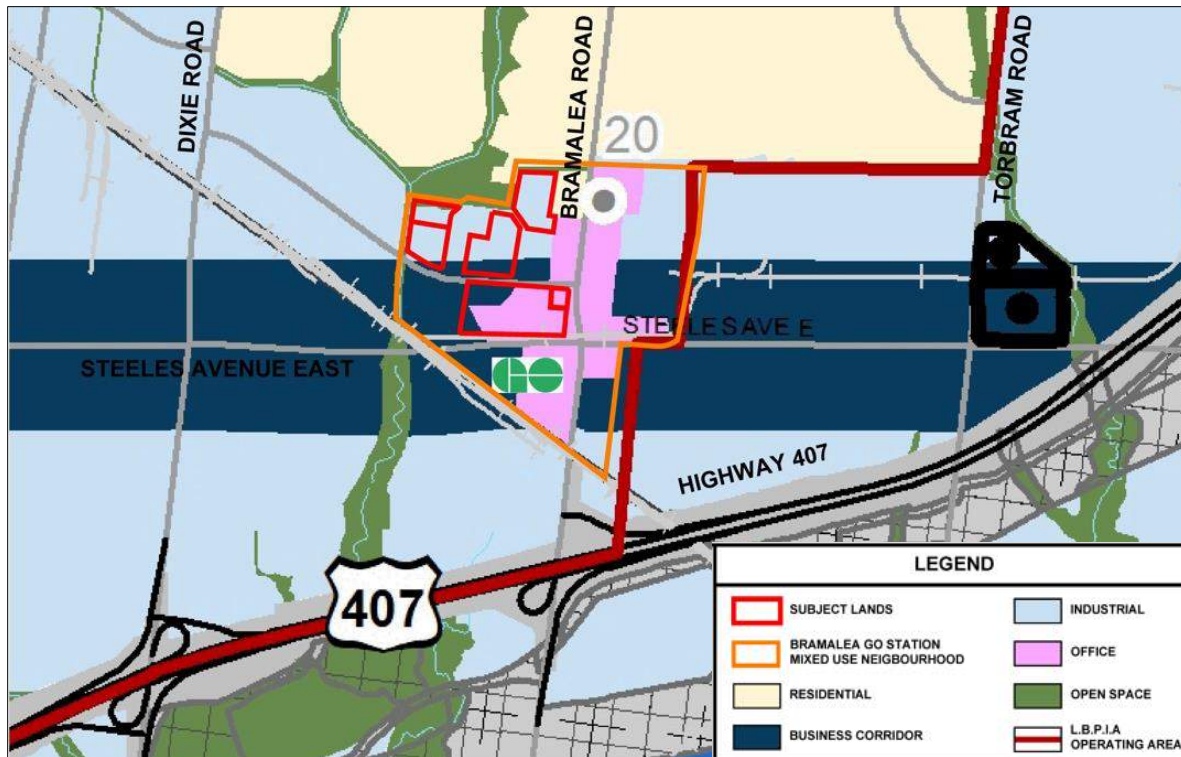 DIXIE ROAD
BRAMALEA ROAD
20
TORBRAM ROAD
STEELES AVE E
STEELES AVENUE EAST
GO
HIGHWAY 407
407
LEGEND
SUBJECT LANDS
BRAMALEA GO STATION
MIXED USE NEIGBOURHOOD
RESIDENTIAL
BUSINESS CORRIDOR
INDUSTRIAL
OFFICE
OPEN SPACE
L.B.P.I.A
OPERATING AREA